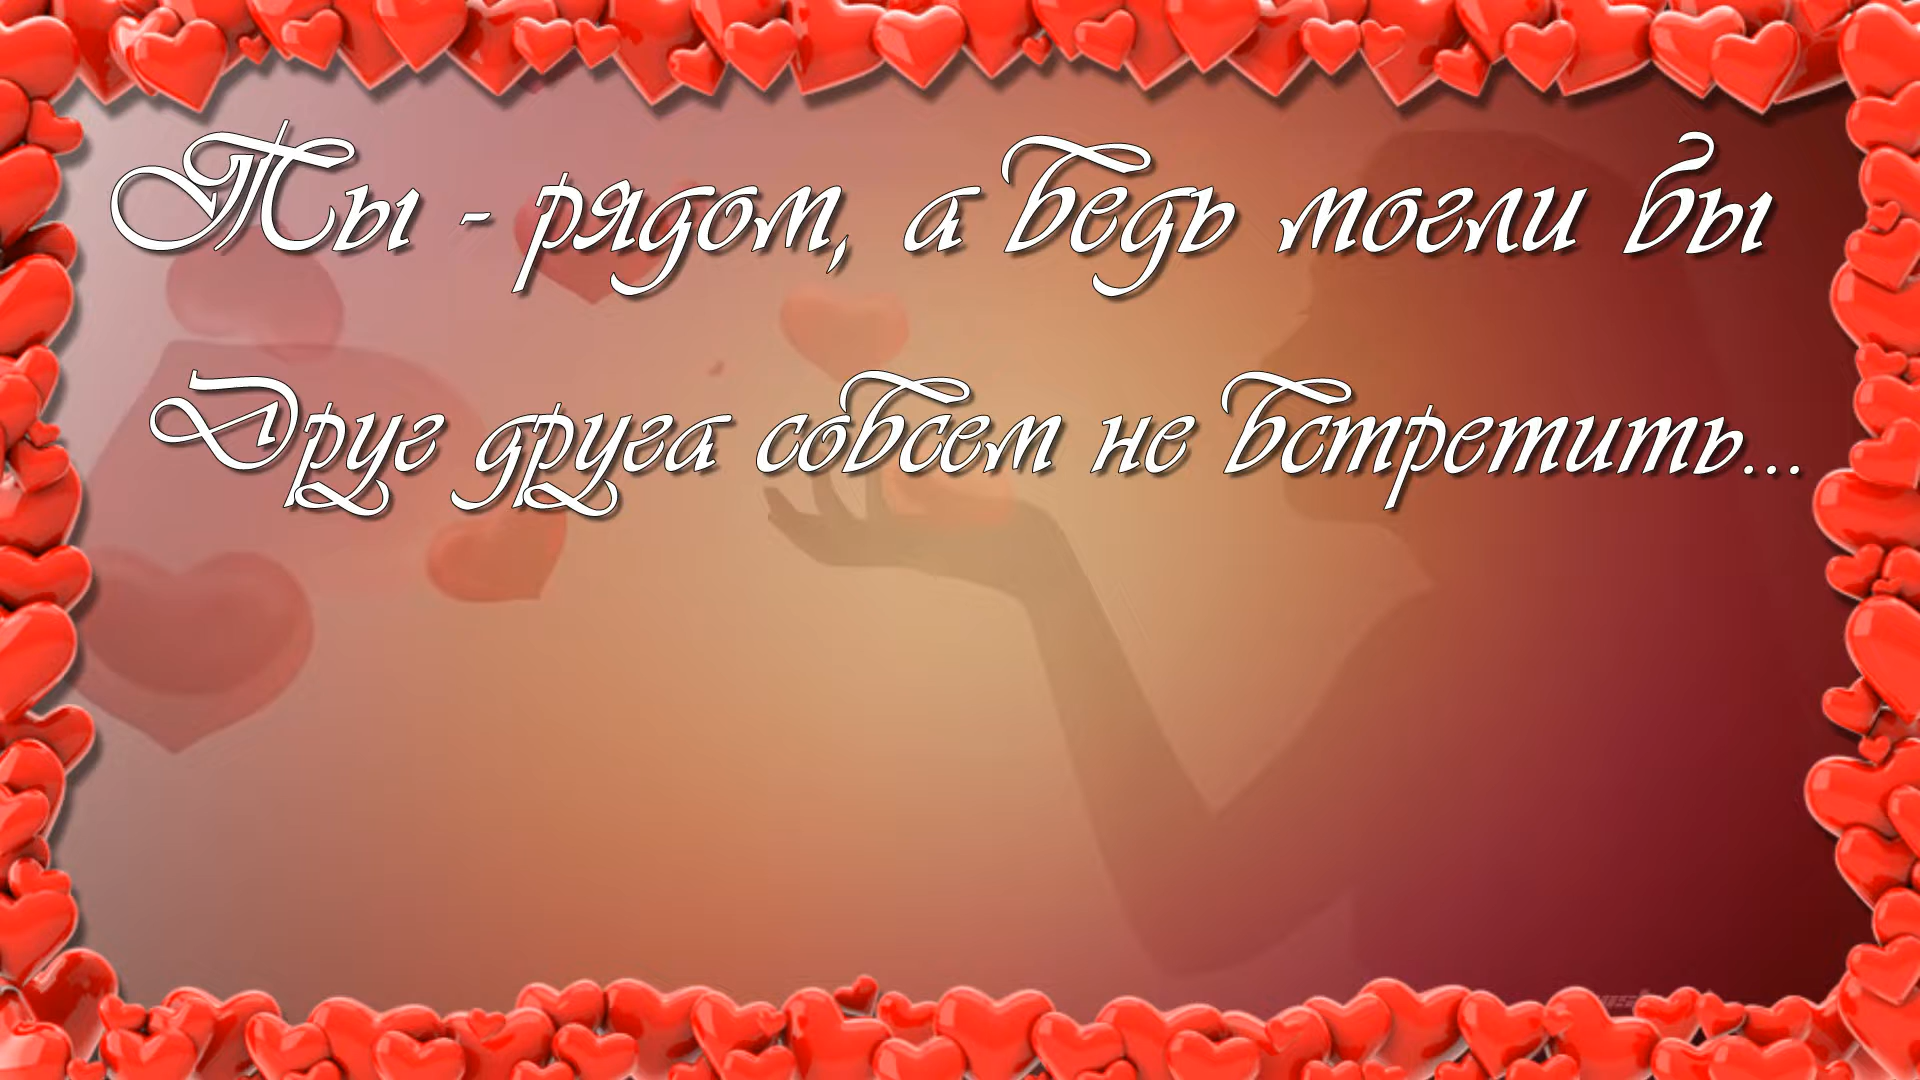 Ты - рядом, а ведь могли бы
Друг друга совсем не встретить...